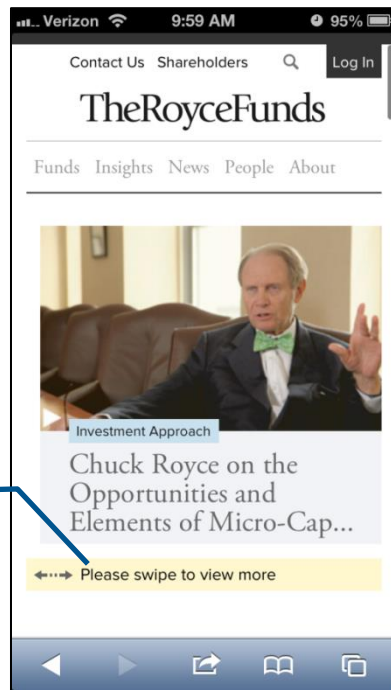 Verizon 9:59 AM 95%
Contact Us Shareholders Log In
TheRoyceFunds
Funds Insights News People About
Investment Approach
Chuck Royce on the
Opportunities and
Elements of Micro-Cap...
Please swipe to view more